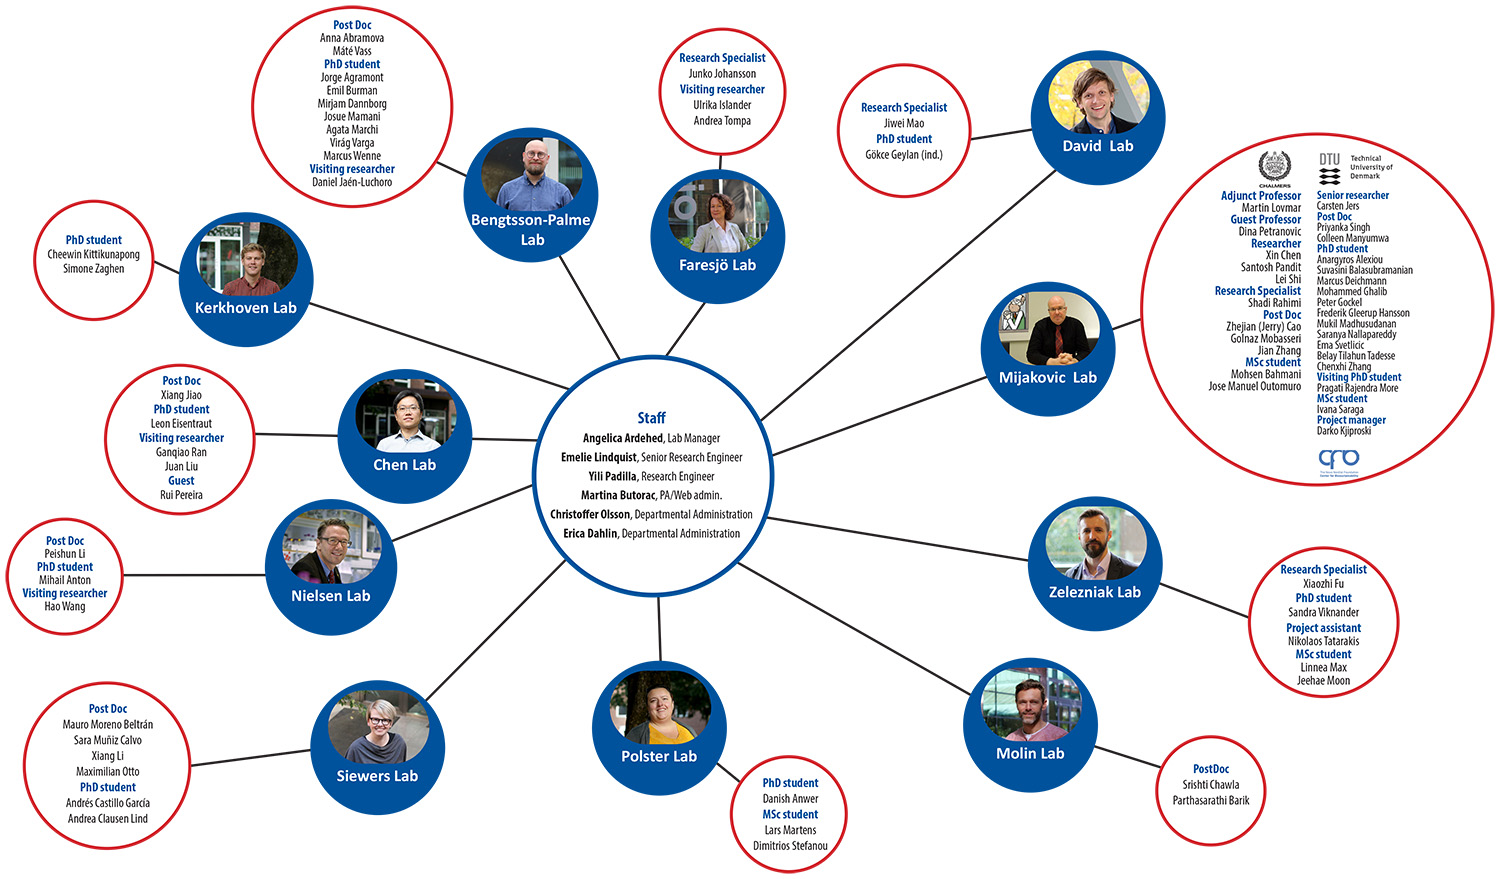 Post Doc
Anna Abramova
Máté Vass
PhD student
Jorge Agramont
Emil Burman
Mirjam Dannborg
Josue Mamani
Agata Marchi
Virág Varga
Marcus Wenne
Visiting researcher
Daniel Jaén-Luchoro
Bengtsson-Palme
Lab
Research Specialist
Junko Johansson
Visiting researcher
Ulrika Islander
Andrea Tompa
Faresjö Lab
Research Specialist
Jiwei Mao
PhD student
Gökce Geylan (ind.)
David Lab
CHALMERS
Adjunct Professor
Martin Lovmar
Guest Professor
Dina Petranovic
Researcher
Xin Chen
Santosh Pandit
Lei Shi
Research Specialist
Shadi Rahimi
Post Doc
Zhejian (Jerry) Cao
Golnaz Mobasseri
Jian Zhang
MSc student
Mohsen Bahmani
Jose Manuel Outomuro
DTU
Technical
University of
Denmark
Senior researcher
Carsten Jers
Post Doc
Priyanka Singh
Colleen Manyumwa
PhD student
Anargyros Alexiou
Suvasini Balasubramanian
Marcus Deichmann
Mohammed Ghalib
Peter Gockel
Frederik Gleerup Hansson
Mukil Madhusudanan
Saranya Nallapareddy
Ema Svetlicic
Belay Tilahun Tadesse
Chenxhi Zhang
Visiting PhD student
Pragati Rajendra More
MSc student
Ivana Saraga
Project manager
Darko Kjiproski
Mijakovic Lab
PhD student
Cheewin Kittikunapong
Simone Zaghen
Kerkhoven Lab
Post Doc
Xiang Jiao
PhD student
Leon Eisentraut
Visiting researcher
Ganqiao Ran
Juan Liu
Guest
Rui Pereira
Chen Lab
Staff
Angelica Ardehed, Lab Manager
Emelie Lindquist, Senior Research Engineer
Yili Padilla, Research Engineer
Martina Butorac, PA/Web admin.
Christoffer Olsson, Departmental Administration
Erica Dahlin, Departmental Administration
Post Doc
Peishun Li
PhD student
Mihail Anton
Visiting researcher
Hao Wang
Nielsen Lab
Zelezniak Lab
Research Specialist
Xiaozhi Fu
PhD student
Sandra Viknander
Project assistant
Nikolaos Tatarakis
MSc student
Linnea Max
Jeehae Moon
Post Doc
Mauro Moreno Beltrán
Sara Muñiz Calvo
Xiang Li
Maximilian Otto
PhD student
Andrés Castillo García
Andrea Clausen Lind
Siewers Lab
Polster Lab
PhD student
Danish Anwer
MSc student
Lars Martens
Dimitrios Stefanou
Molin Lab
PostDoc
Srishti Chawla
Parthasarathi Barik